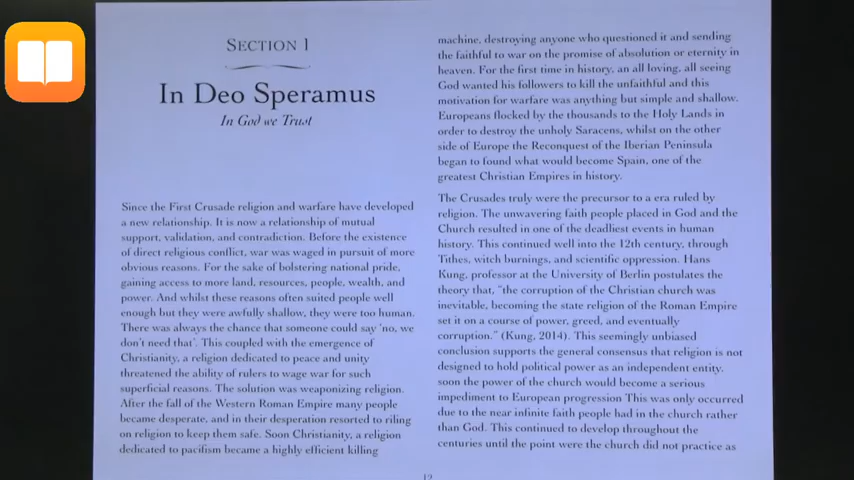 SECTION 1
In Deo Speramus
In God we Trust
Since the First Crusade religion and warfare have developed
a new relationship. It is now a relationship of mutual
support, validation, and contradiction. Before the existence
of direct religious conflict, war was waged in pursuit of more
obvious reasons. For the sake of bolstering national pride,
gaining access to more land, resources, people, wealth, and
power. And whilst these reasons often suited people well
enough but they were awfully shallow, they were too human.
There was always the chance that someone could say 'no, we
don't need that'. This coupled with the emergence of
Christianity, a religion dedicated to peace and unity
threatened the ability of rulers to wage war for such
superficial reasons. The solution was weaponizing religion.
After the fall of the Western Roman Empire many people
became desperate, and in their desperation resorted to riling
on religion to keep them safe. Soon Christianity, a religion
dedicated to pacifism became a highly efficient killing
machine, destroying anyone who questioned it and sending
the faithful to war on the promise of absolution or eternity in
heaven. For the first time in history, an all loving, all seeing
God wanted his followers to kill the unfaithful and this
motivation for warfare was anything but simple and shallow.
Europeans flocked by the thousands to the Holy Lands in
order to destroy the unholy Saracens, whilst on the other
side of Europe the Reconquest of the Iberian Peninsula
began to found what would become Spain, one of the
greatest Christian Empires in history.
The Crusades truly were the precursor to a era ruled by
religion. The unwavering faith people placed in God and the
Church resulted in one of the deadliest events in human
history. This continued well into the 12th century, through
Tithes, witch burnings, and scientific oppression. Hans
Kung, professor at the University of Berlin postulates the
theory that, "the corruption of the Christian church was
inevitable, becoming the state religion of the Roman Empire
set it on a course of power, greed, and eventually
corruption." (Kung, 2014). This seemingly unbiased
conclusion supports the general consensus that religion is not
designed to hold political power as an independent entity.
soon the power of the church would become a serious
impediment to European progression This was only occurred
due to the near infinite faith people had in the church rather
than God. This continued to develop throughout the
centuries until the point were the church did not practice as
12